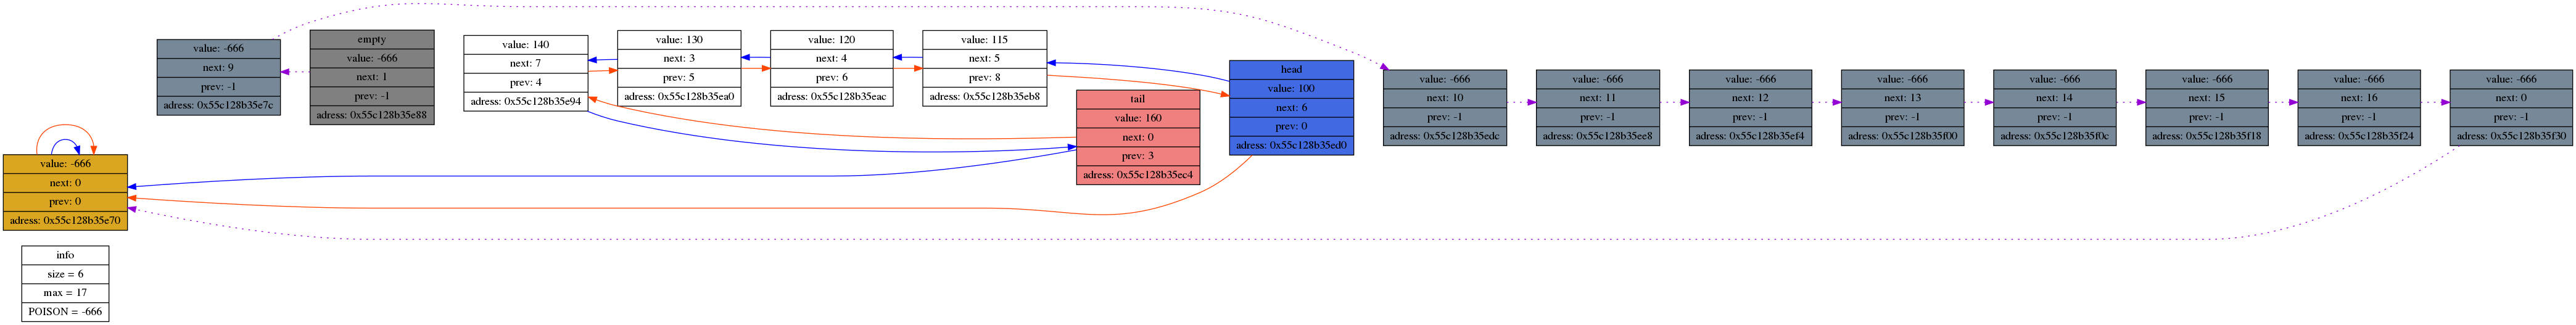 value: -666
next: 9
prev: -1
adress: 0x55c128b35e7c
empty
value: -666
next: 1
prev: -1
adress: 0x55c128b35e88
value: 140
next: 7
prev: 4
adress: 0x55c128b35e94
value: 130
next: 3
prev: 5
adress: 0x55c128b35ea0
value: 120
next: 4
prev: 6
adress: 0x55c128b35eac
value: 115
next: 5
prev: 8
adress: 0x55c128b35eb8
tail
value: 160
next: 0
prev: 3
adress: 0x55c128b35ec4
head
value: 100
next: 6
prev: 0
adress: 0x55c128b35ed0
value: -666
next: 10
prev: -1
adress: 0x55c128b35edc
value: -666
next: 11
prev: -1
adress: 0x55c128b35ee8
value: -666
next: 12
prev: -1
adress: 0x55c128b35ef4
value: -666
next: 13
prev: -1
adress: 0x55c128b35f00
value: -666
next: 14
prev: -1
adress: 0x55c128b35f0c
value: -666
next: 15
prev: -1
adress: 0x55c128b35f18
value: -666
next: 16
prev: -1
adress: 0x55c128b35f24
value: -666
next: 0
prev: -1
adress: 0x55c128b35f30
value: -666
next: 0
prev: 0
adress: 0x55c128b35e70
info
size = 6
max = 17
POISON = -666